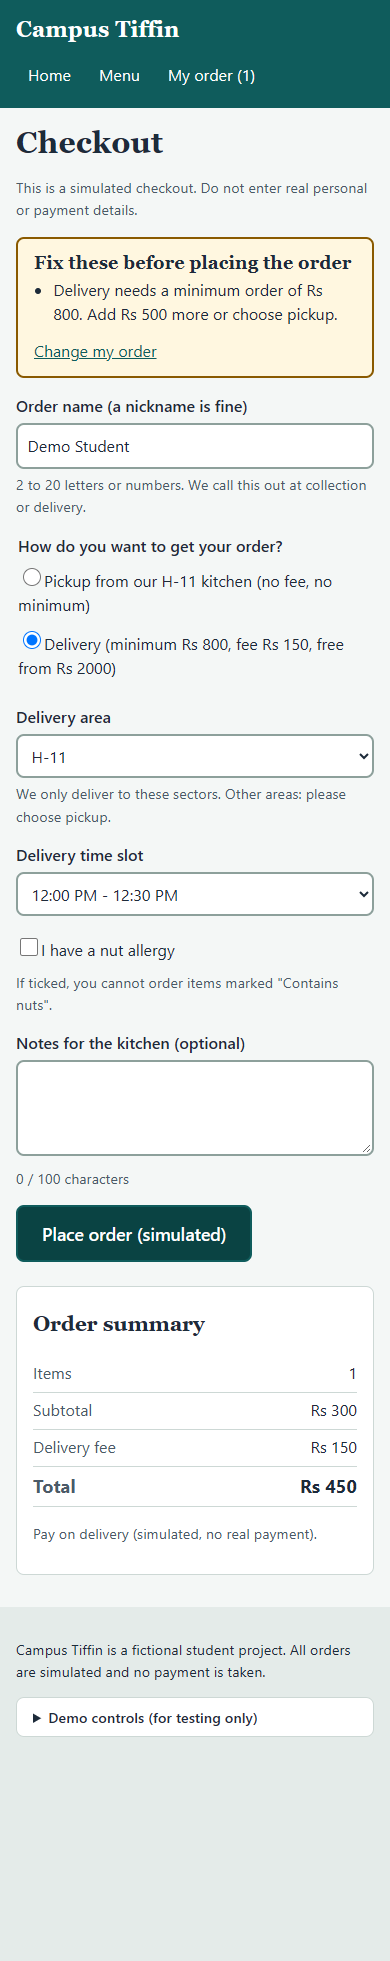 Campus Tiffin
Home Menu My order (1)
Checkout
This is a simulated checkout. Do not enter real personal
or payment details.
Fix these before placing the order
• Delivery needs a minimum order of Rs
800. Add Rs 500 more or choose pickup.
Change my order
Order name (a nickname is fine)
Demo Student
2 to 20 letters or numbers. We call this out at collection
or delivery.
How do you want to get your order?
Pickup from our H-11 kitchen (no fee, no
minimum)
Delivery (minimum Rs 800, fee Rs 150, free
from Rs 2000)
Delivery area
H-11
We only deliver to these sectors. Other areas: please
choose pickup.
Delivery time slot
12:00 PM - 12:30 PM
I have a nut allergy
If ticked, you cannot order items marked "Contains
nuts".
Notes for the kitchen (optional)
0 / 100 characters
Place order (simulated)
Order summary
Items 1
Subtotal Rs 300
Delivery fee Rs 150
Total Rs 450
Pay on delivery (simulated, no real payment).
Campus Tiffin is a fictional student project. All orders
are simulated and no payment is taken.
Demo controls (for testing only)